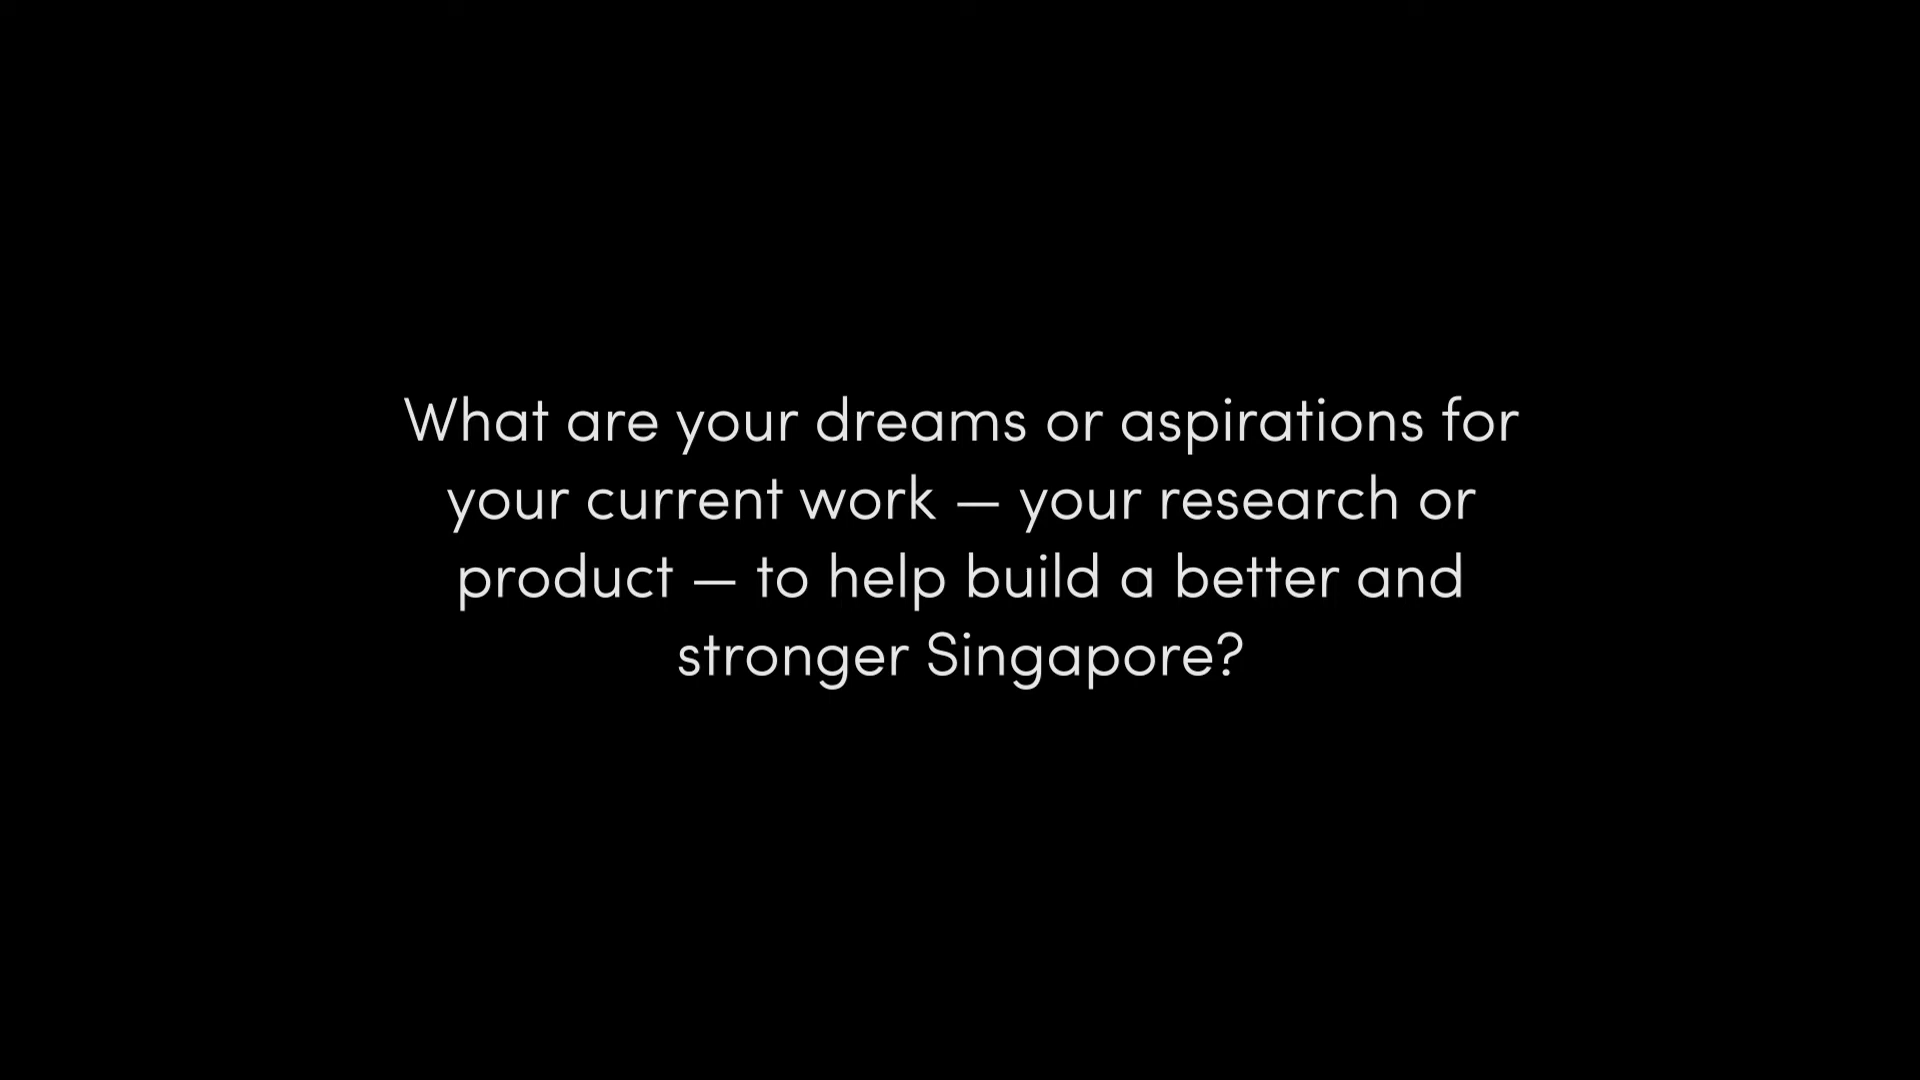 What are your dreams or aspirations for
your current work — your research or
product — to help build a better and
stronger Singapore?